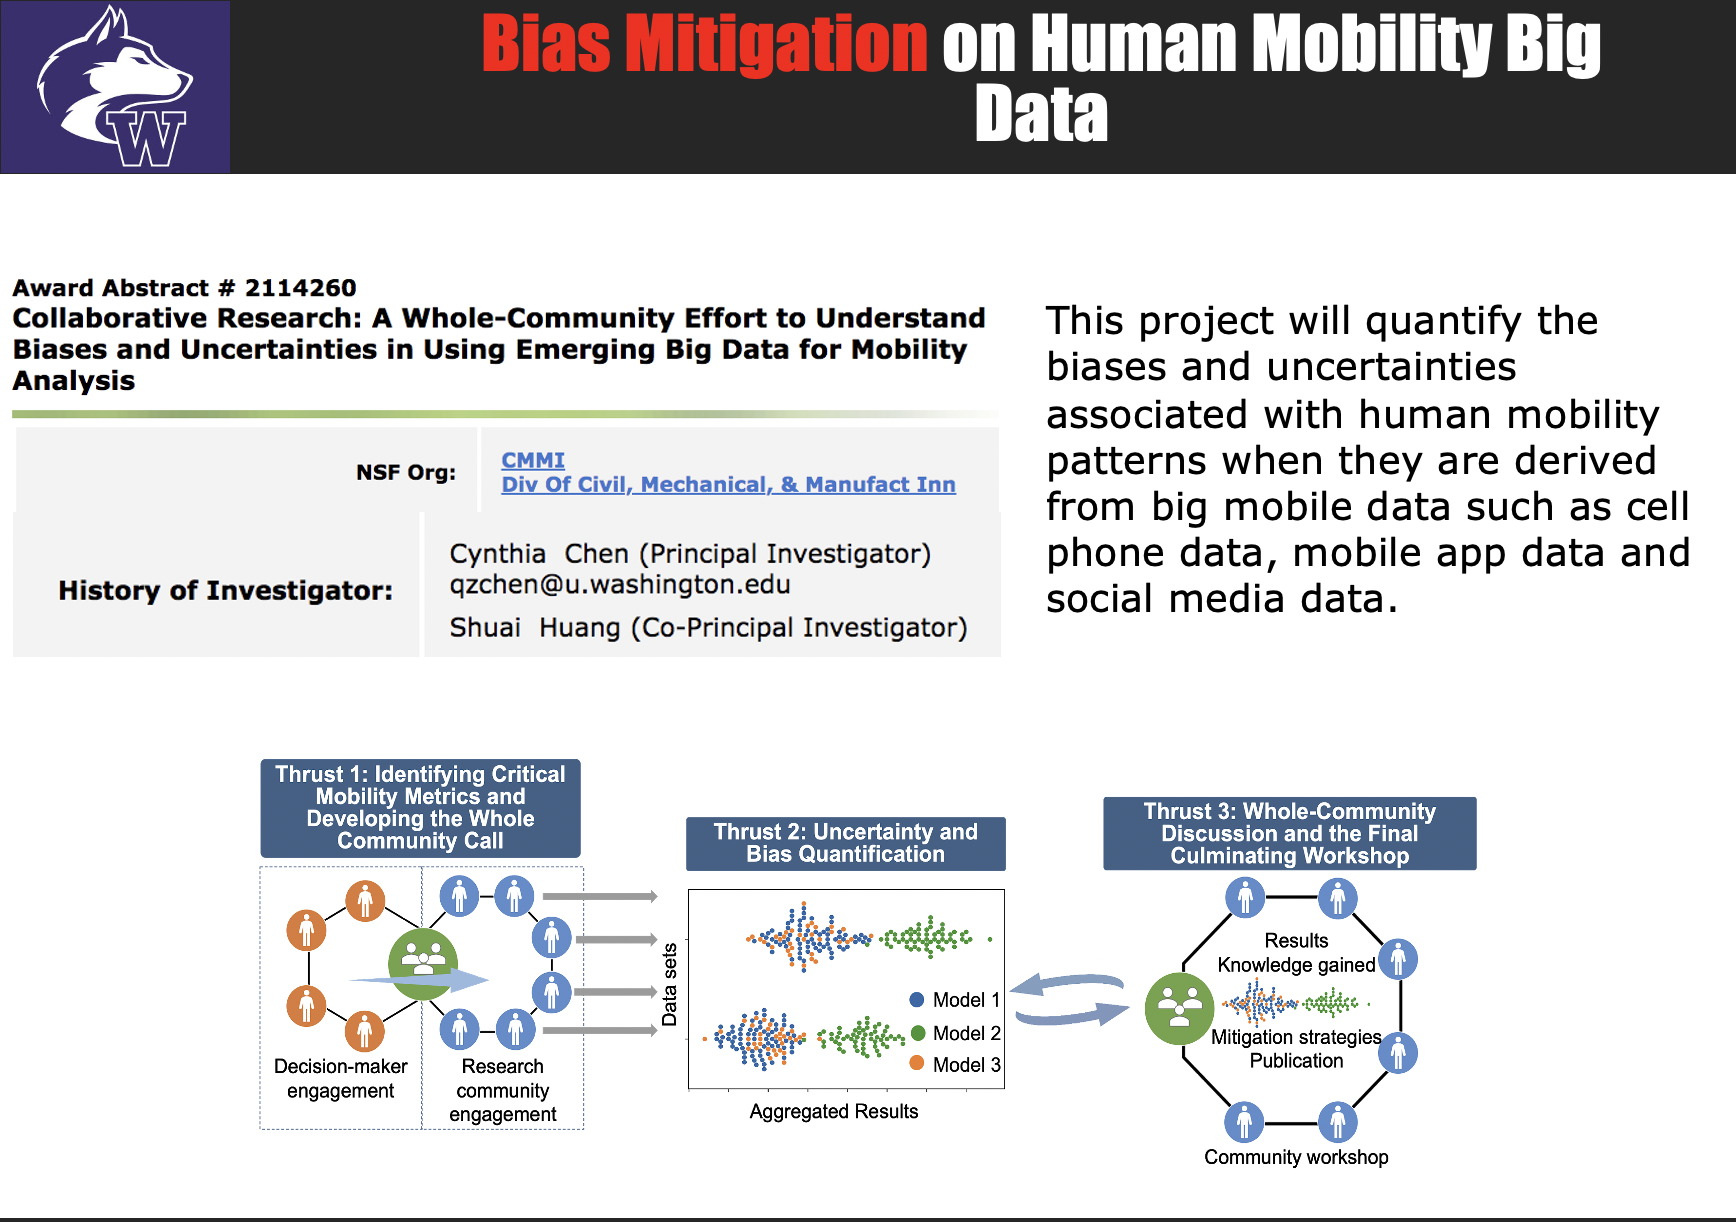 W
Bias Mitigation on Human Mobility Big
Data
Award Abstract # 2114260
Collaborative Research: A Whole-Community Effort to Understand
Biases and Uncertainties in Using Emerging Big Data for Mobility
Analysis
NSF Org:
CMMI
Div Of Civil, Mechanical, & Manufact Inn
History of Investigator:
Cynthia Chen (Principal Investigator)
qzchen@u.washington.edu
Shuai Huang (Co-Principal Investigator)
This project will quantify the
biases and uncertainties
associated with human mobility
patterns when they are derived
from big mobile data such as cell
phone data, mobile app data and
social media data.
Thrust 1: Identifying Critical
Mobility Metrics and
Developing the Whole
Community Call
Decision-maker
engagement
Research
community
engagement
Thrust 2: Uncertainty and
Bias Quantification
Data sets
Model 1
Model 2
Model 3
Aggregated Results
Thrust 3: Whole-Community
Discussion and the Final
Culminating Workshop
Results
Knowledge gained
Mitigation strategies
Publication
Community workshop